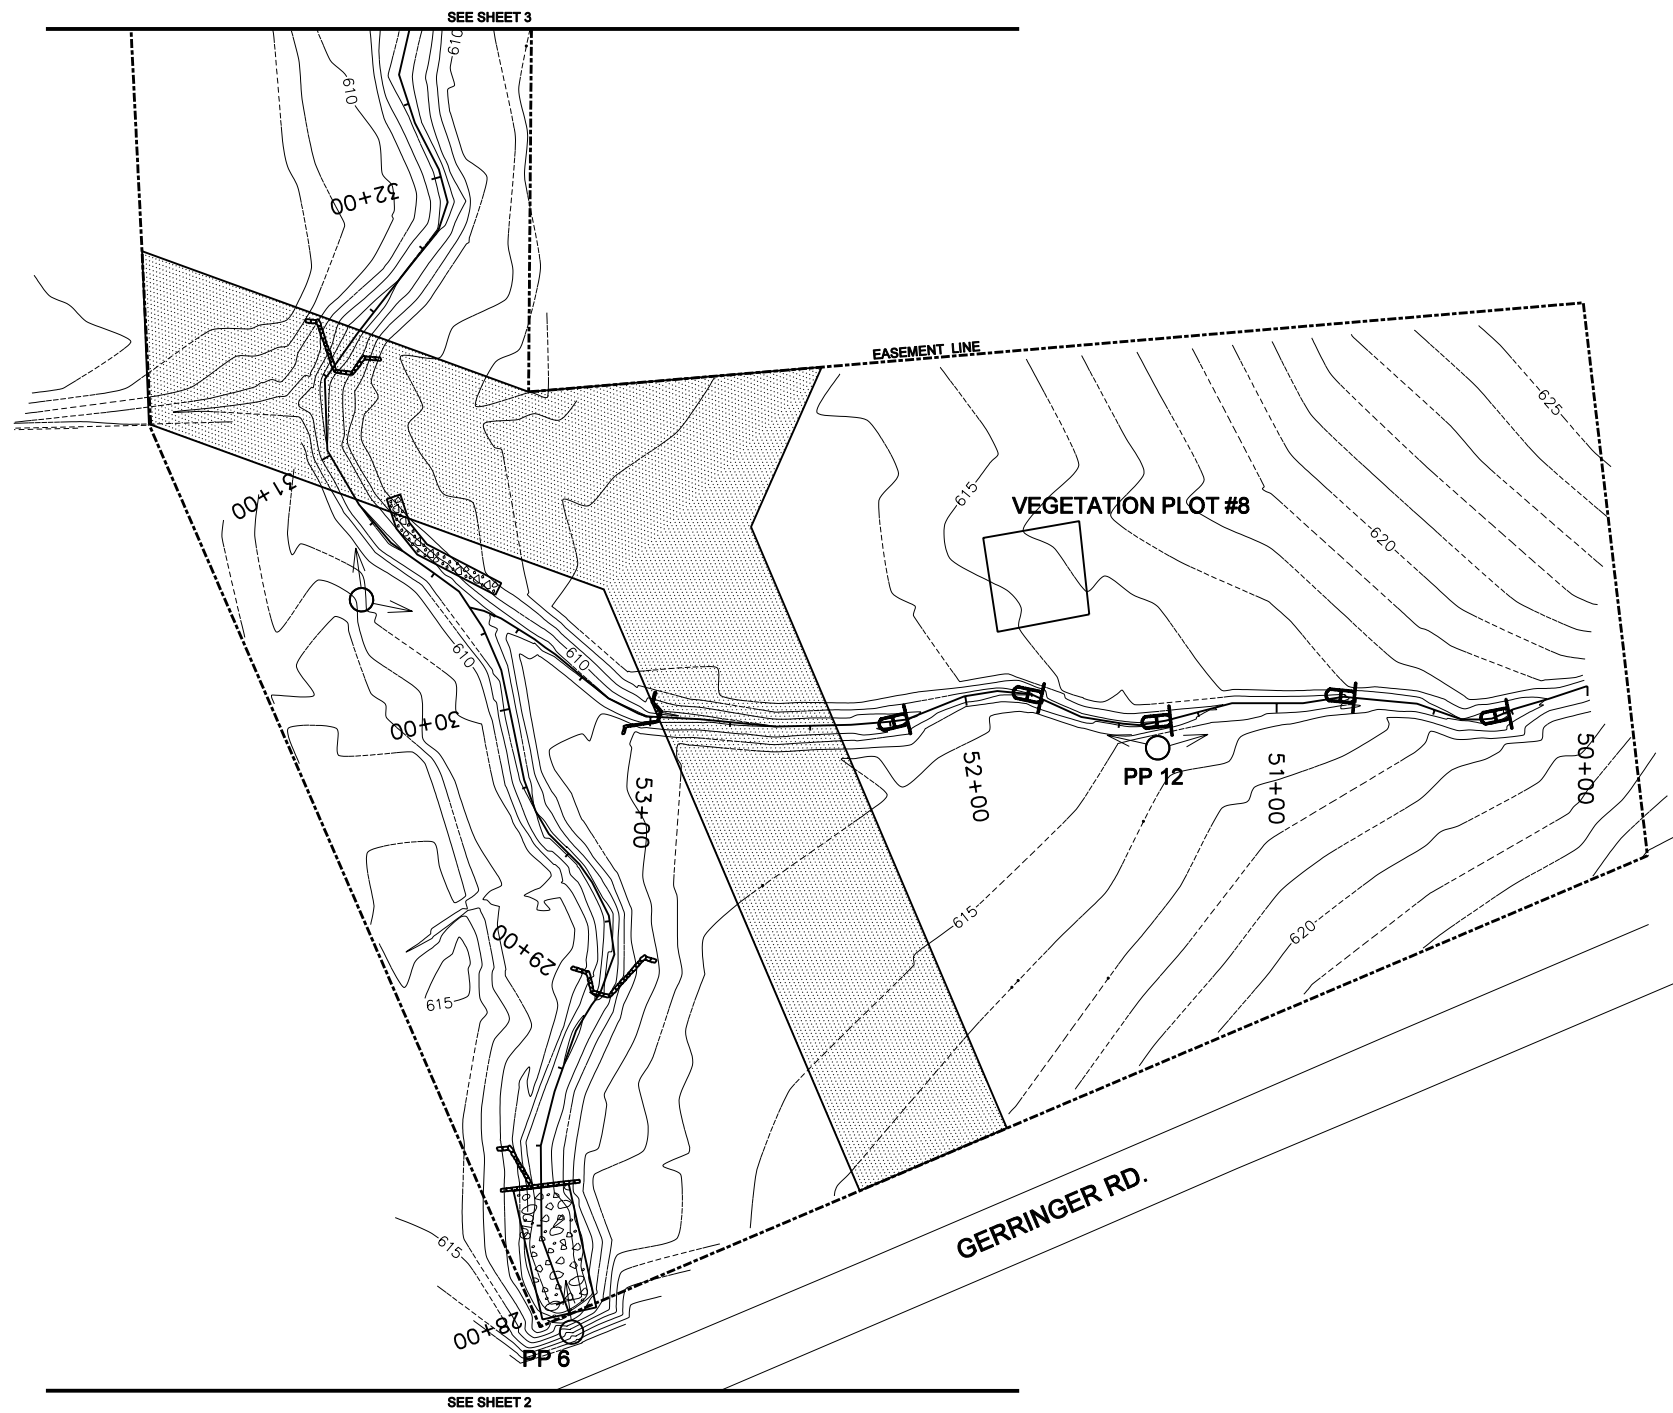 SEE SHEET 3
610
610
32+00
EASEMENT LINE
625
31+00
615
VEGETATION PLOT #8
620
610
610
30+00
53+00
52+00
PP 12
51+00
50+00
29+00
615
615
620
GERRINGER RD.
615
28+00
PP 6
SEE SHEET 2